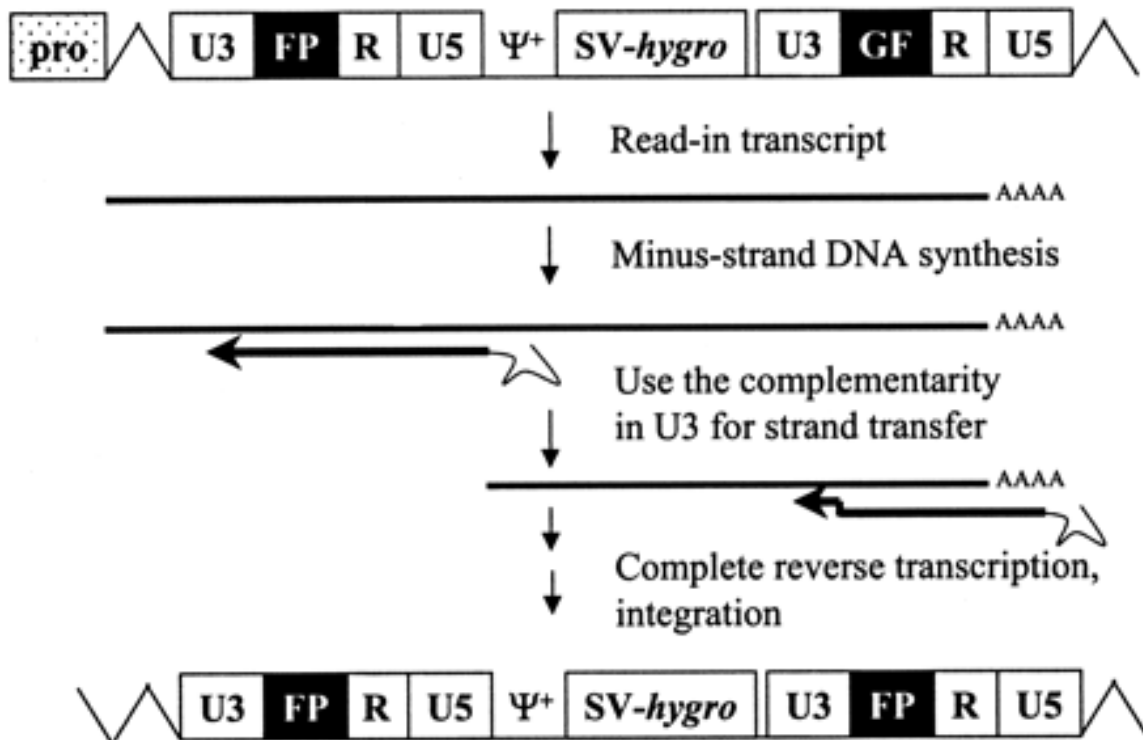 pro U3 FP R U5 Ψ⁺ SV-hygro U3 GF R U5
Read-in transcript
AAAA
Minus-strand DNA synthesis
AAAA
Use the complementarity
in U3 for strand transfer
AAAA
Complete reverse transcription,
integration
U3 FP R U5 Ψ⁺ SV-hygro U3 FP R U5